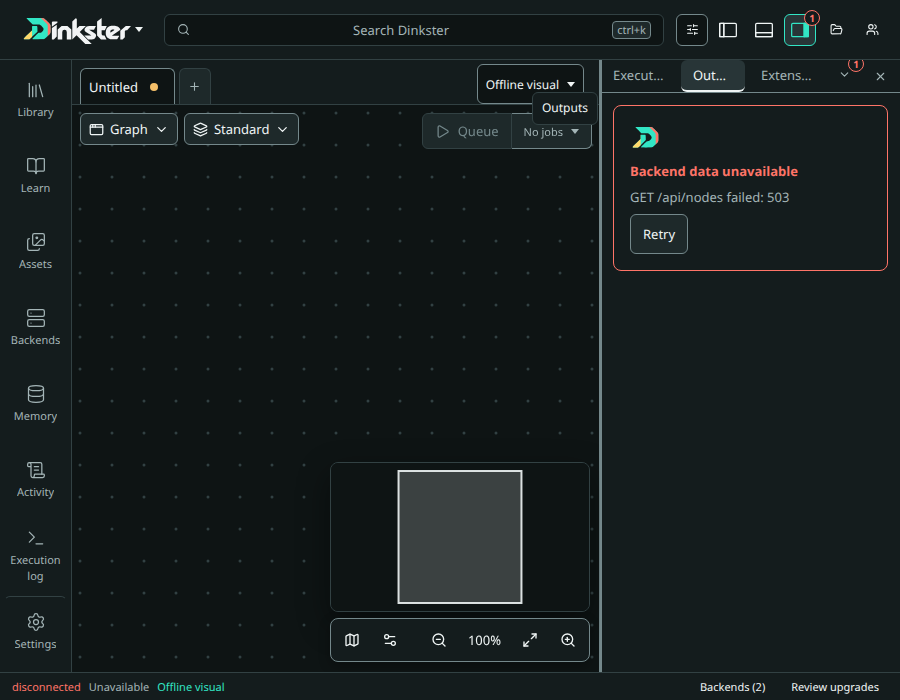 Dinkster
Search Dinkster
ctrl+k
1
Library
Learn
Assets
Backends
Memory
Activity
Execution
log
Settings
Untitled
+
Offline visual
Outputs
Graph
Standard
Queue
No jobs
100%
Execut...
Out...
Extens...
1
Backend data unavailable
GET /api/nodes failed: 503
Retry
disconnected
Unavailable
Offline visual
Backends (2)
Review upgrades